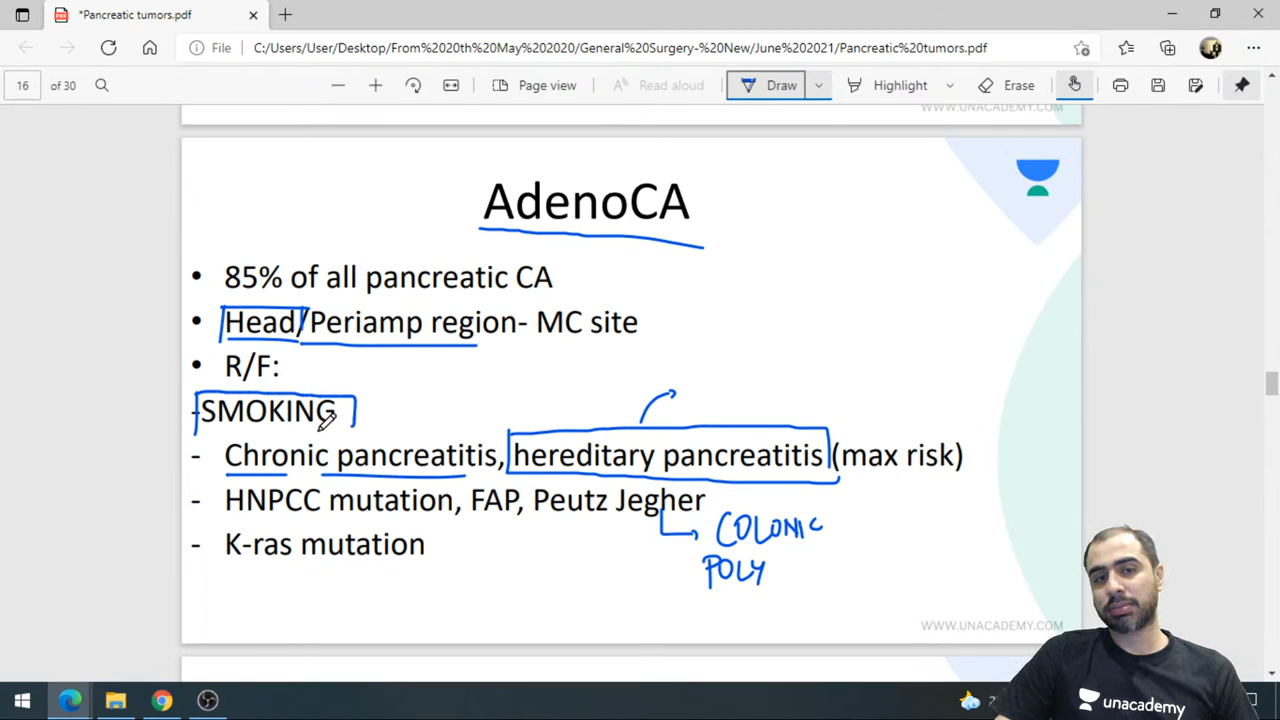 *Pancreatic tumors.pdf
File
C:/Users/User/Desktop/From%2020th%20May%202020/General%20Surgery-%20New/June%202021/Pancreatic%20tumors.pdf
16 of 30
Page view
Read aloud
Draw
Highlight
Erase
WWW.UNACADEMY.COM
AdenoCA
• 85% of all pancreatic CA
• Head/Periamp region- MC site
• R/F:
-SMOKING
- Chronic pancreatitis, hereditary pancreatitis (max risk)
- HNPCC mutation, FAP, Peutz Jegher
COLONIC
POLY
- K-ras mutation
WWW.UNACADEMY.COM
unacademy